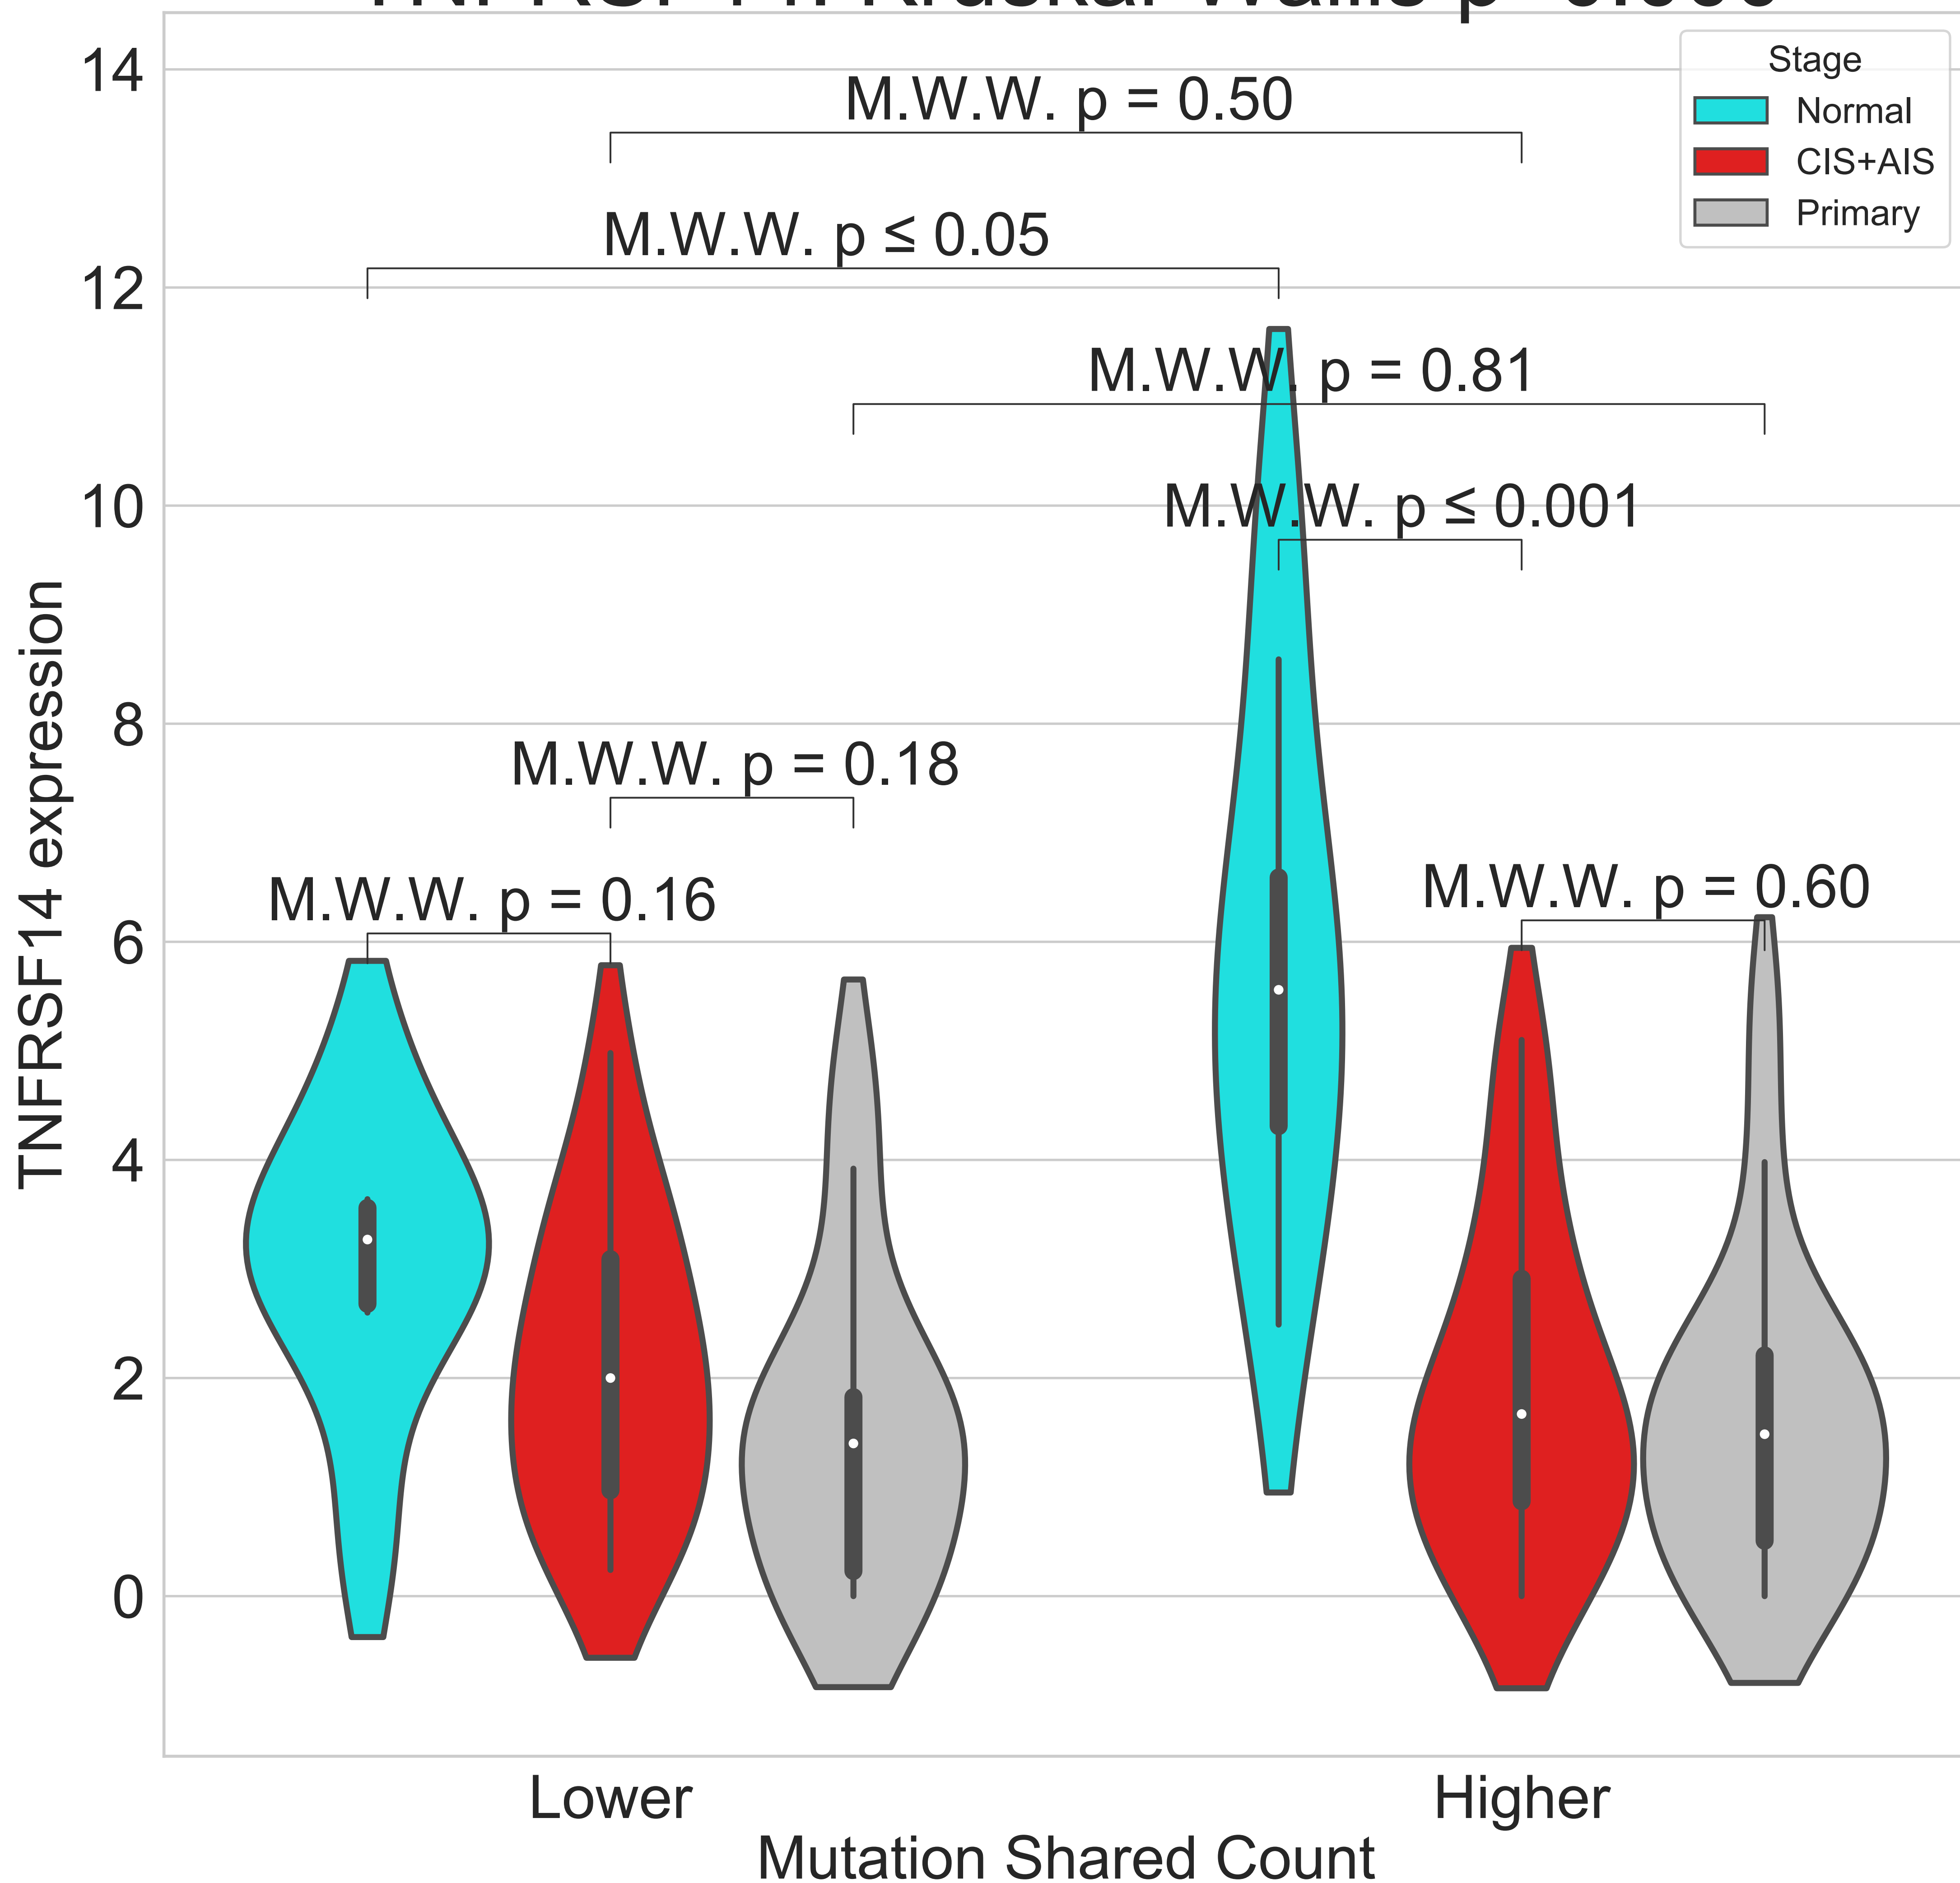 14
12
10
8
6
4
2
0
TNFRSF14 expression
Stage
Normal
CIS+AIS
Primary
M.W.W. p = 0.50
M.W.W. p ≤ 0.05
M.W.W. p = 0.81
M.W.W. p ≤ 0.001
M.W.W. p = 0.18
M.W.W. p = 0.16
M.W.W. p = 0.60
Lower
Higher
Mutation Shared Count